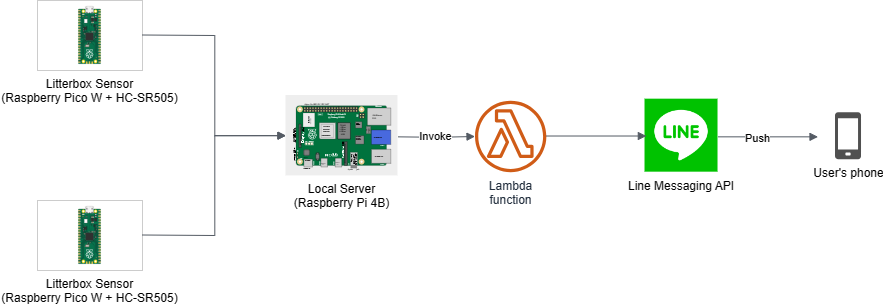 Litterbox Sensor
(Raspberry Pico W + HC-SR505)
Local Server
(Raspberry Pi 4B)
Invoke
Lambda
function
LINE
Line Messaging API
Push
User's phone
Litterbox Sensor
(Raspberry Pico W + HC-SR505)